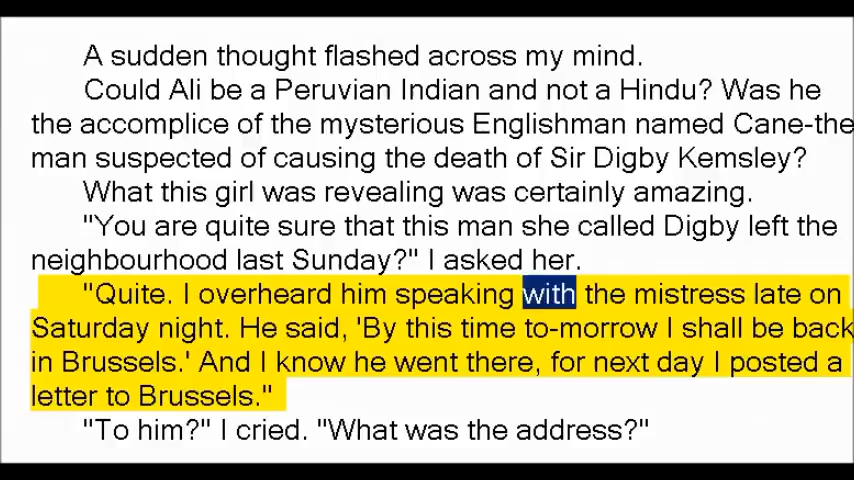 A sudden thought flashed across my mind.
Could Ali be a Peruvian Indian and not a Hindu? Was he
the accomplice of the mysterious Englishman named Cane-the
man suspected of causing the death of Sir Digby Kemsley?
What this girl was revealing was certainly amazing.
"You are quite sure that this man she called Digby left the
neighbourhood last Sunday?" I asked her.
"Quite. I overheard him speaking with the mistress late on
Saturday night. He said, 'By this time to-morrow I shall be back
in Brussels.' And I know he went there, for next day I posted a
letter to Brussels."
"To him?" I cried. "What was the address?"